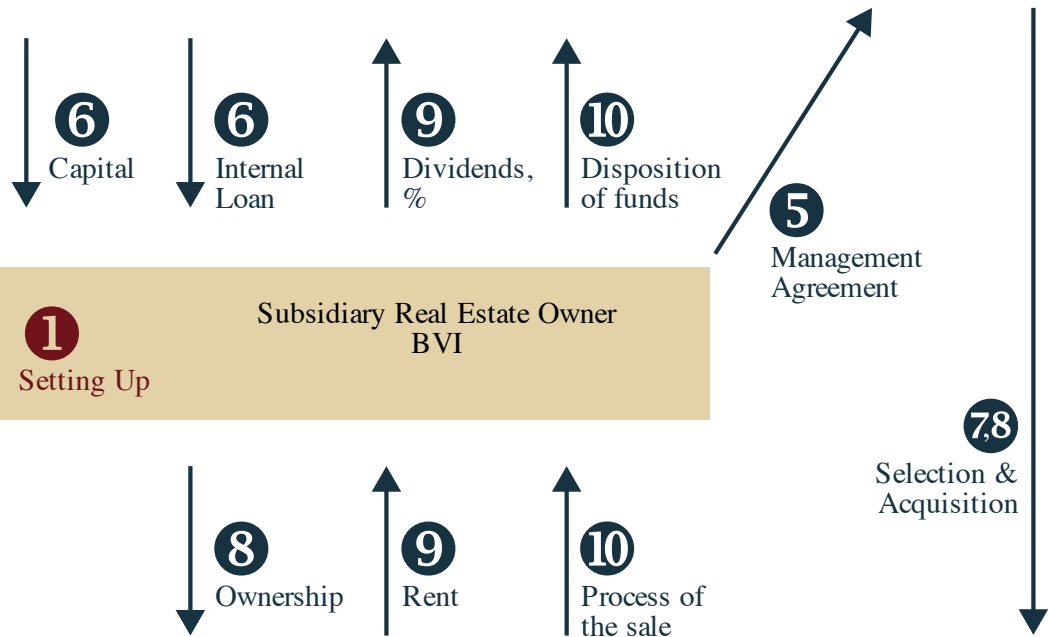 6
Capital
6
Internal
Loan
9
Dividends,
%
10
Disposition
of funds
5
Management
Agreement
Subsidiary Real Estate Owner
BVI
1
Setting Up
7,8
Selection &
Acquisition
8
Ownership
9
Rent
10
Process of
the sale